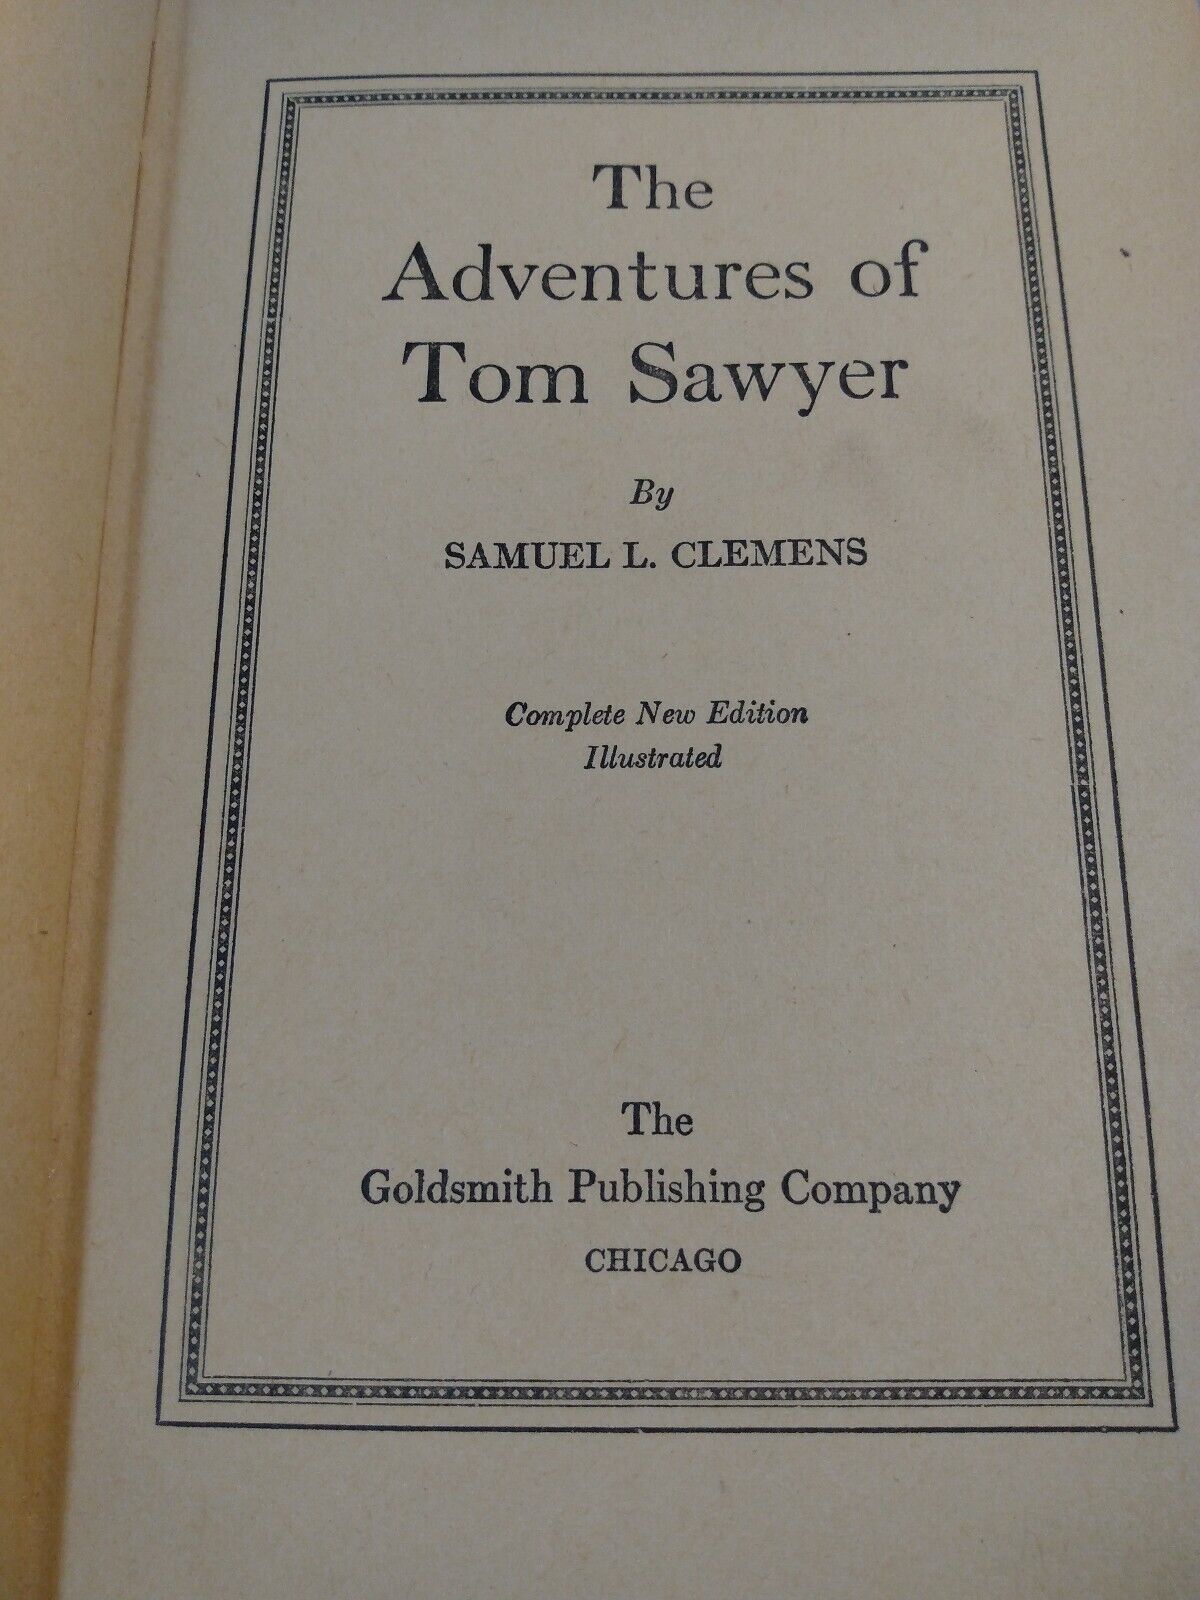 The
Adventures of
Tom Sawyer
By
SAMUEL L. CLEMENS
Complete New Edition
Illustrated
The
Goldsmith Publishing Company
CHICAGO